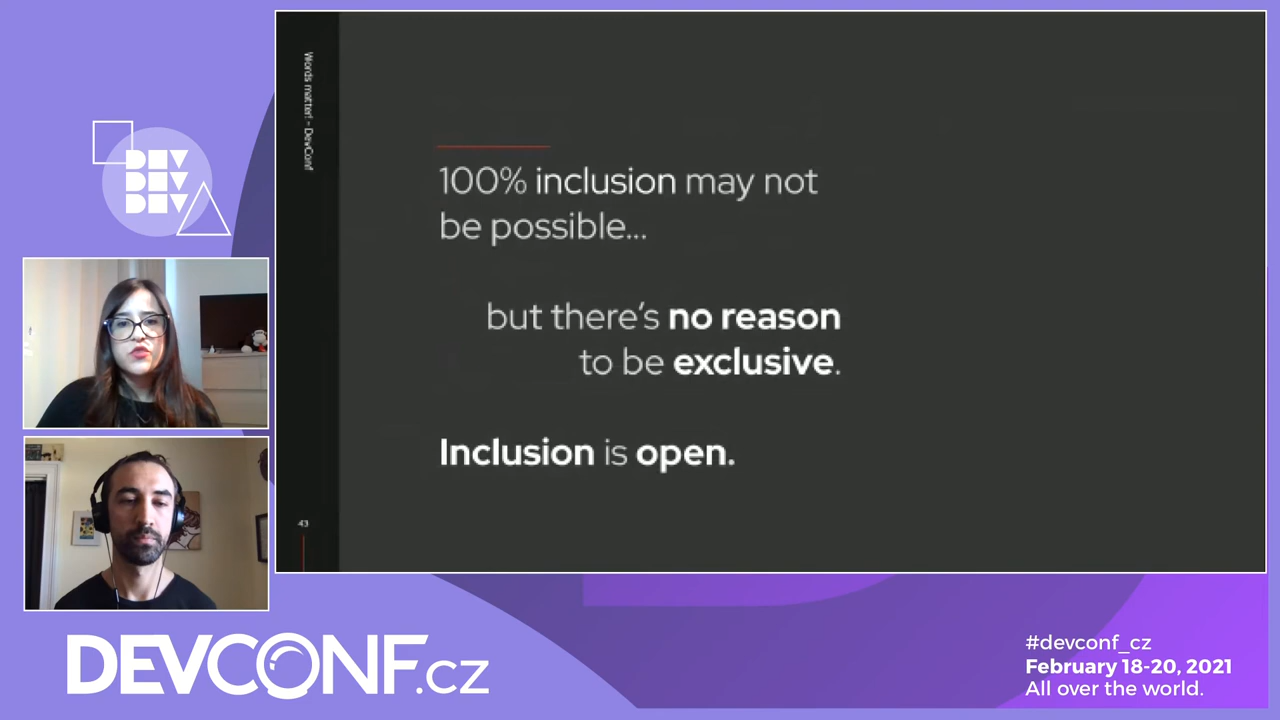 Words matter! - DevConf
DEV
DEV
DEV
100% inclusion may not
be possible...
but there's no reason
to be exclusive.
Inclusion is open.
43
DEVCONF.cz
#devconf_cz
February 18-20, 2021
All over the world.